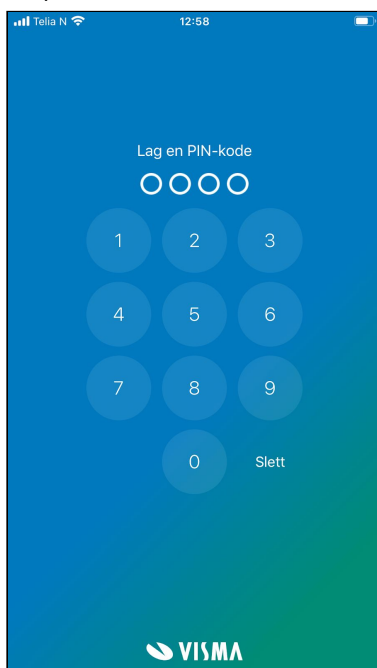 Telia N 12:58
Lag en PIN-kode
1 2 3
4 5 6
7 8 9
0 Slett
VISMA